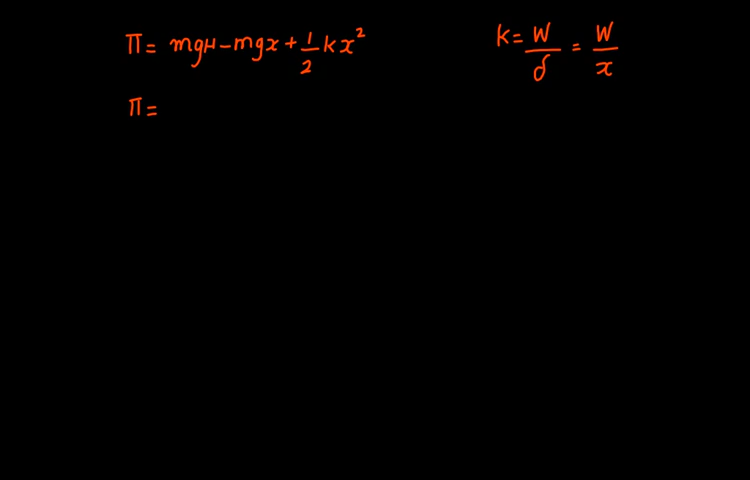 Π = mgH - mgx + 1/2 kx² K = W/δ = W/x
Π =